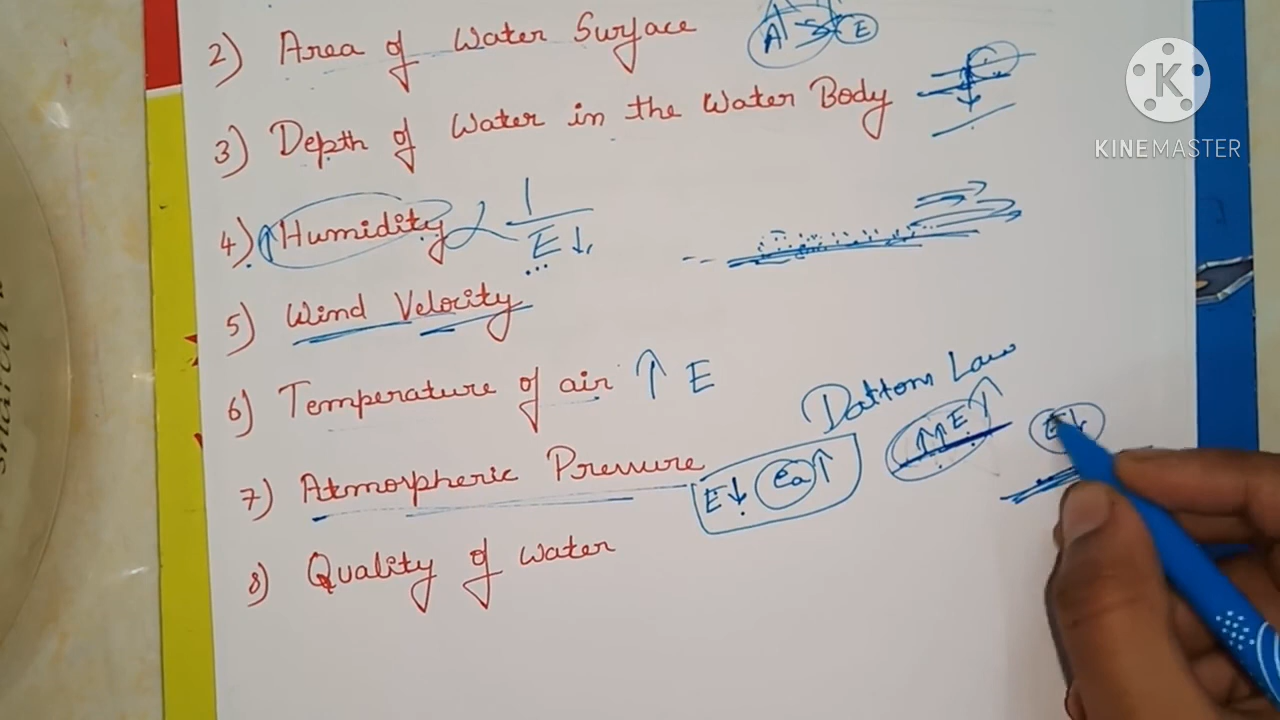 2) Area of Water Surface A E
3) Depth of Water in the Water Body
K
KINEMASTER
4) ↑ Humidity ∝ 1
E ↓
5) Wind Velocity
6) Temperature of air ↑ E
Daltons Law
7) Atmospheric Pressure
E↓ ea↑
E
E↓
8) Quality of water